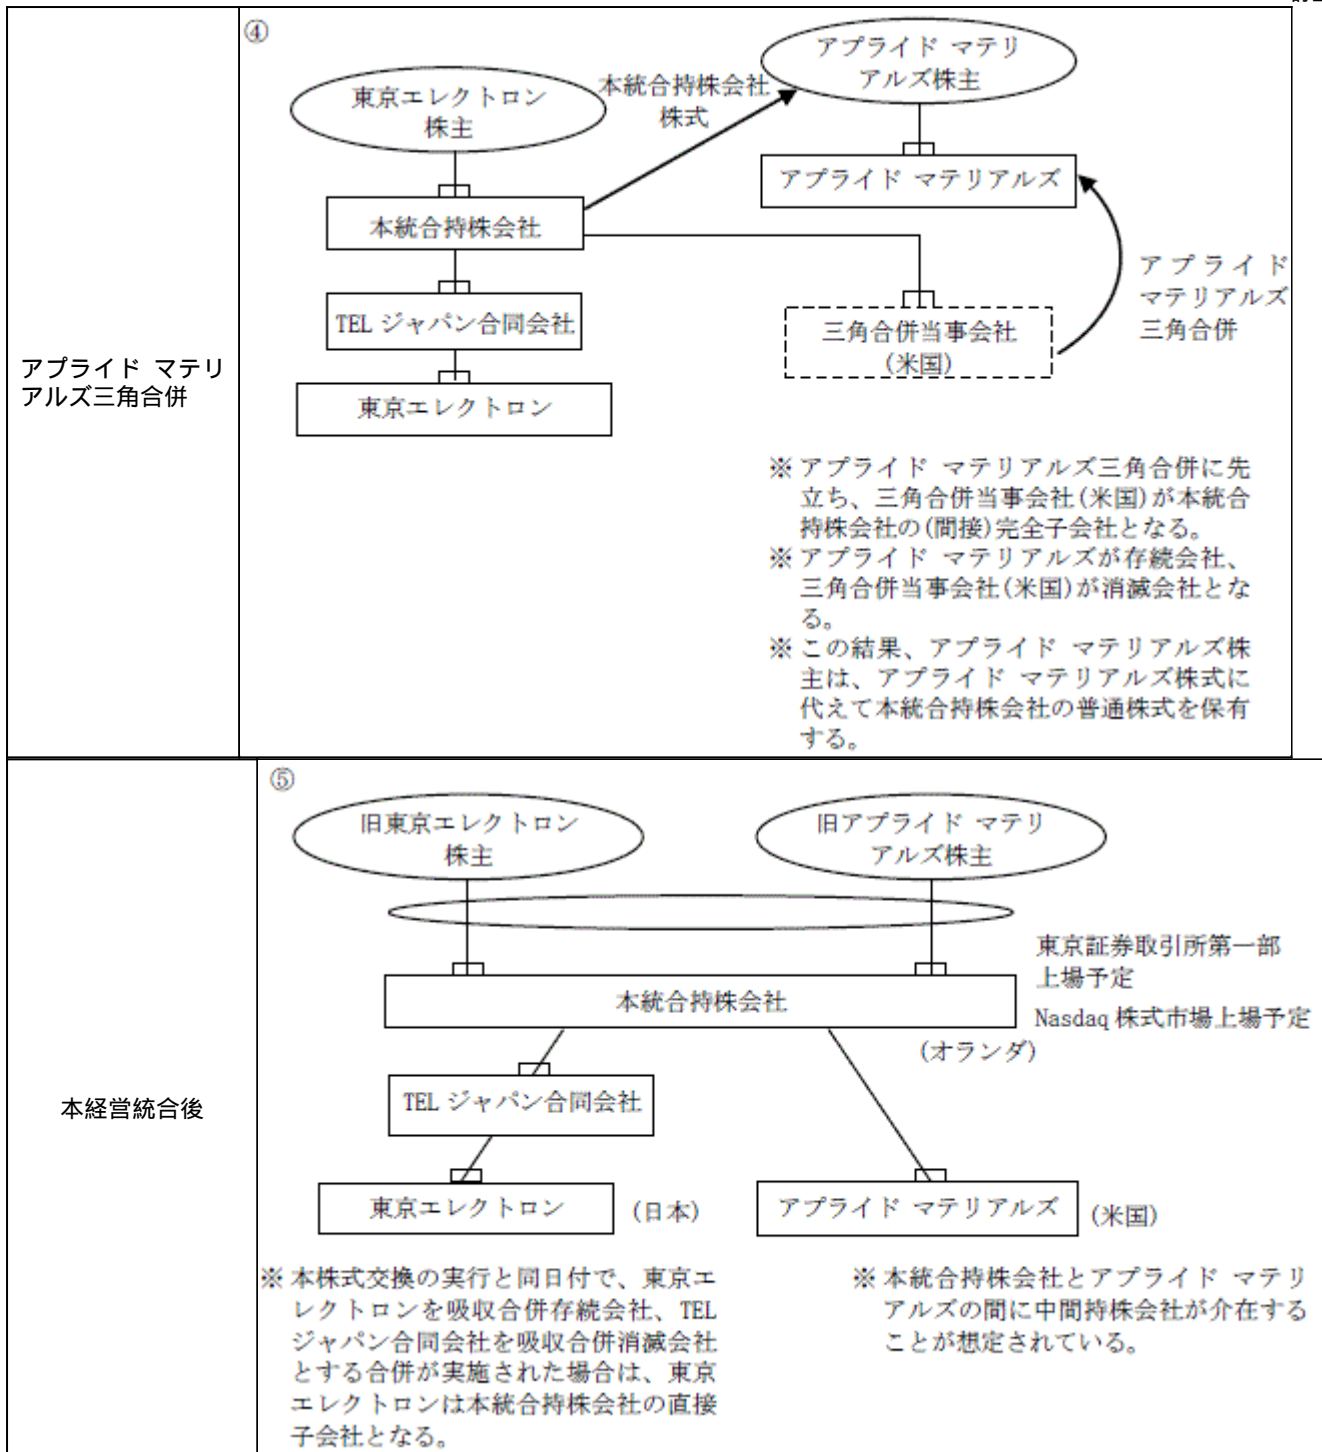 ④
東京エレクトロン
株主
本統合持株会社
株式
アプライド マテリ
アルズ株主
アプライド マテリアルズ
本統合持株会社
アプライド
マテリアルズ
三角合併
TEL ジャパン合同会社
三角合併当事会社
(米国)
東京エレクトロン
アプライド マテリ
アルズ三角合併
※ アプライド マテリアルズ三角合併に先
立ち、三角合併当事会社(米国)が本統合
持株会社の(間接)完全子会社となる。
※ アプライド マテリアルズが存続会社、
三角合併当事会社(米国)が消滅会社とな
る。
※ この結果、アプライド マテリアルズ株
主は、アプライド マテリアルズ株式に
代えて本統合持株会社の普通株式を保有
する。
⑤
旧東京エレクトロン
株主
旧アプライド マテリ
アルズ株主
東京証券取引所第一部
上場予定
Nasdaq 株式市場上場予定
本統合持株会社
(オランダ)
TEL ジャパン合同会社
本経営統合後
東京エレクトロン
(日本)
アプライド マテリアルズ
(米国)
※ 本株式交換の実行と同日付で、東京エ
レクトロンを吸収合併存続会社、TEL
ジャパン合同会社を吸収合併消滅会社
とする合併が実施された場合は、東京
エレクトロンは本統合持株会社の直接
子会社となる。
※ 本統合持株会社とアプライド マテリ
アルズの間に中間持株会社が介在する
ことが想定されている。